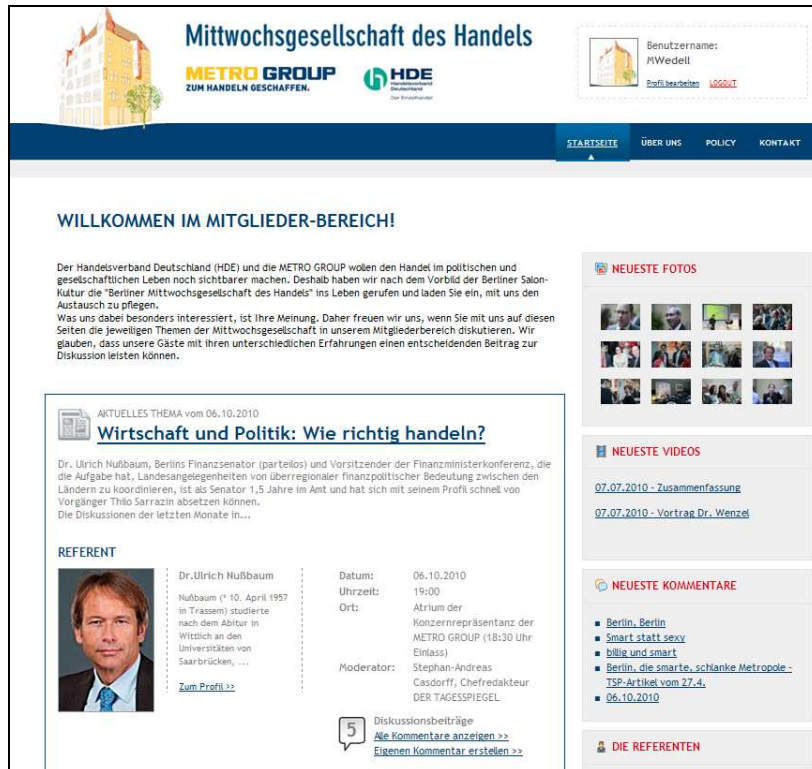 Mittwochsgesellschaft des Handels
METRO GROUP
ZUM HANDELN GESCHAFFEN.
HDE
Handelsverband
Deutschland
Der Einzelhandel
Benutzername:
MWedell
Profil bearbeiten LOGOUT
STARTSEITE ÜBER UNS POLICY KONTAKT
WILLKOMMEN IM MITGLIEDER-BEREICH!
Der Handelsverband Deutschland (HDE) und die METRO GROUP wollen den Handel im politischen und
gesellschaftlichen Leben noch sichtbarer machen. Deshalb haben wir nach dem Vorbild der Berliner Salon-
Kultur die "Berliner Mittwochsgesellschaft des Handels" ins Leben gerufen und laden Sie ein, mit uns den
Austausch zu pflegen.
Was uns dabei besonders interessiert, ist Ihre Meinung. Daher freuen wir uns, wenn Sie mit uns auf diesen
Seiten die jeweiligen Themen der Mittwochsgesellschaft in unserem Mitgliederbereich diskutieren. Wir
glauben, dass unsere Gäste mit ihren unterschiedlichen Erfahrungen einen entscheidenden Beitrag zur
Diskussion leisten können.
AKTUELLES THEMA vom 06.10.2010
Wirtschaft und Politik: Wie richtig handeln?
Dr. Ulrich Nußbaum, Berlins Finanzsenator (parteilos) und Vorsitzender der Finanzministerkonferenz, die
die Aufgabe hat, Landesangelegenheiten von überregionaler finanzpolitischer Bedeutung zwischen den
Ländern zu koordinieren, ist als Senator 1,5 Jahre im Amt und hat sich mit seinem Profil schnell von
Vorgänger Thilo Sarrazin absetzen können.
Die Diskussionen der letzten Monate in...
REFERENT
Dr.Ulrich Nußbaum
Nußbaum (* 10. April 1957
in Trassem) studierte
nach dem Abitur in
Wittlich an den
Universitäten von
Saarbrücken, ...
Zum Profil >>
Datum: 06.10.2010
Uhrzeit: 19:00
Ort: Atrium der
Konzernrepräsentanz der
METRO GROUP (18:30 Uhr
Einlass)
Moderator: Stephan-Andreas
Casdorff, Chefredakteur
DER TAGESSPIEGEL
5 Diskussionsbeiträge
Alle Kommentare anzeigen >>
Eigenen Kommentar erstellen >>
NEUESTE FOTOS
NEUESTE VIDEOS
07.07.2010 - Zusammenfassung
07.07.2010 - Vortrag Dr. Wenzel
NEUESTE KOMMENTARE
Berlin, Berlin
Smart statt sexy
billig und smart
Berlin, die smarte, schlanke Metropole -
TSP-Artikel vom 27.4.
06.10.2010
DIE REFERENTEN